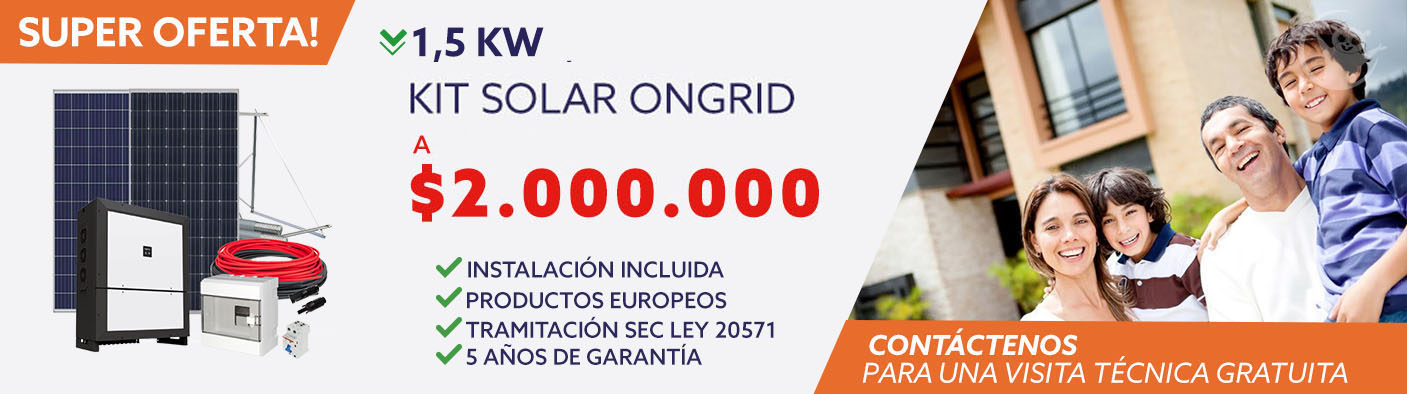 SUPER OFERTA!
1,5 KW
KIT SOLAR ONGRID
A
$2.000.000
INSTALACIÓN INCLUIDA
PRODUCTOS EUROPEOS
TRAMITACIÓN SEC LEY 20571
5 AÑOS DE GARANTÍA
CONTÁCTENOS
PARA UNA VISITA TÉCNICA GRATUITA